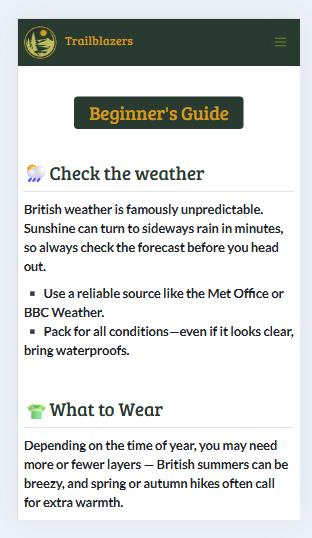 Trailblazers
Beginner's Guide
Check the weather
British weather is famously unpredictable.
Sunshine can turn to sideways rain in minutes,
so always check the forecast before you head
out.
▪ Use a reliable source like the Met Office or
BBC Weather.
▪ Pack for all conditions—even if it looks clear,
bring waterproofs.
What to Wear
Depending on the time of year, you may need
more or fewer layers — British summers can be
breezy, and spring or autumn hikes often call
for extra warmth.